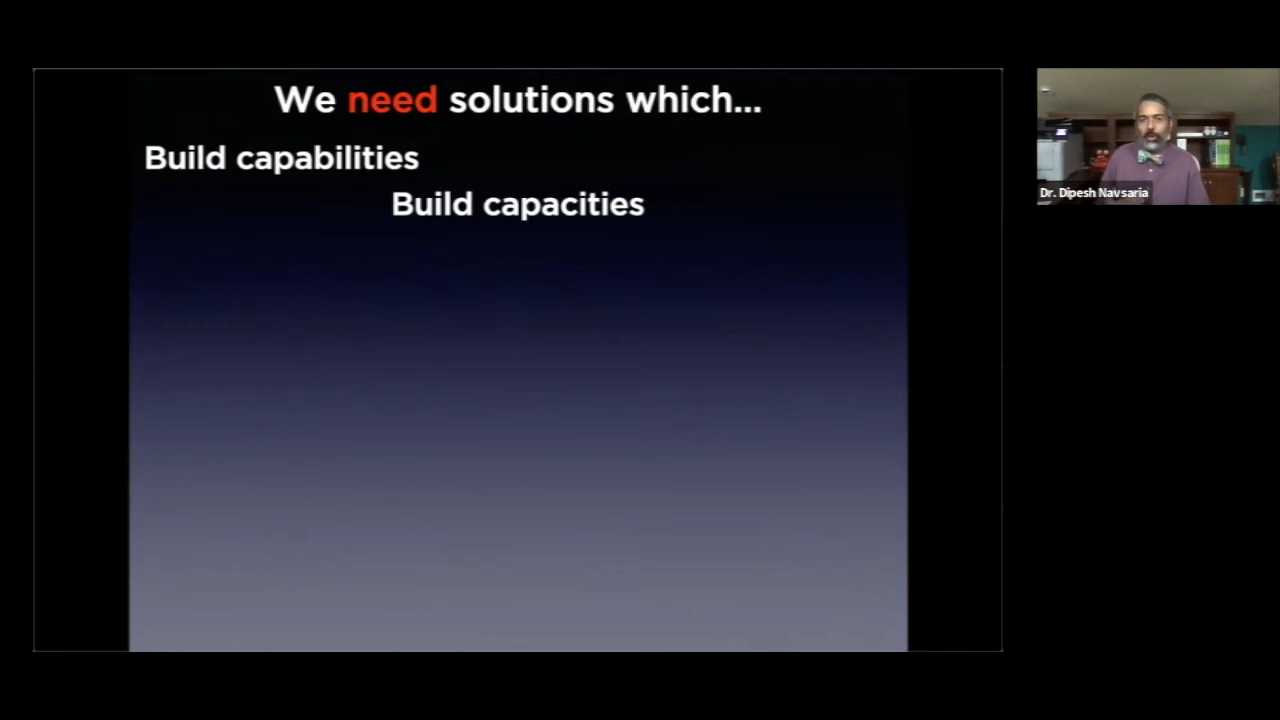 We need solutions which...
Build capabilities
Build capacities
Dr. Dipesh Navsaria